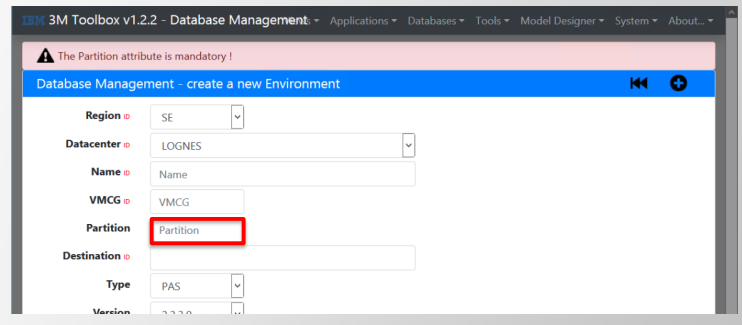 IBM 3M Toolbox v1.2.2 - Database Management Applications Databases Tools Model Designer System About...
The Partition attribute is mandatory !
Database Management - create a new Environment
Region ID SE
Datacenter ID LOGNES
Name ID Name
VMCG ID VMCG
Partition Partition
Destination ID
Type PAS
Version